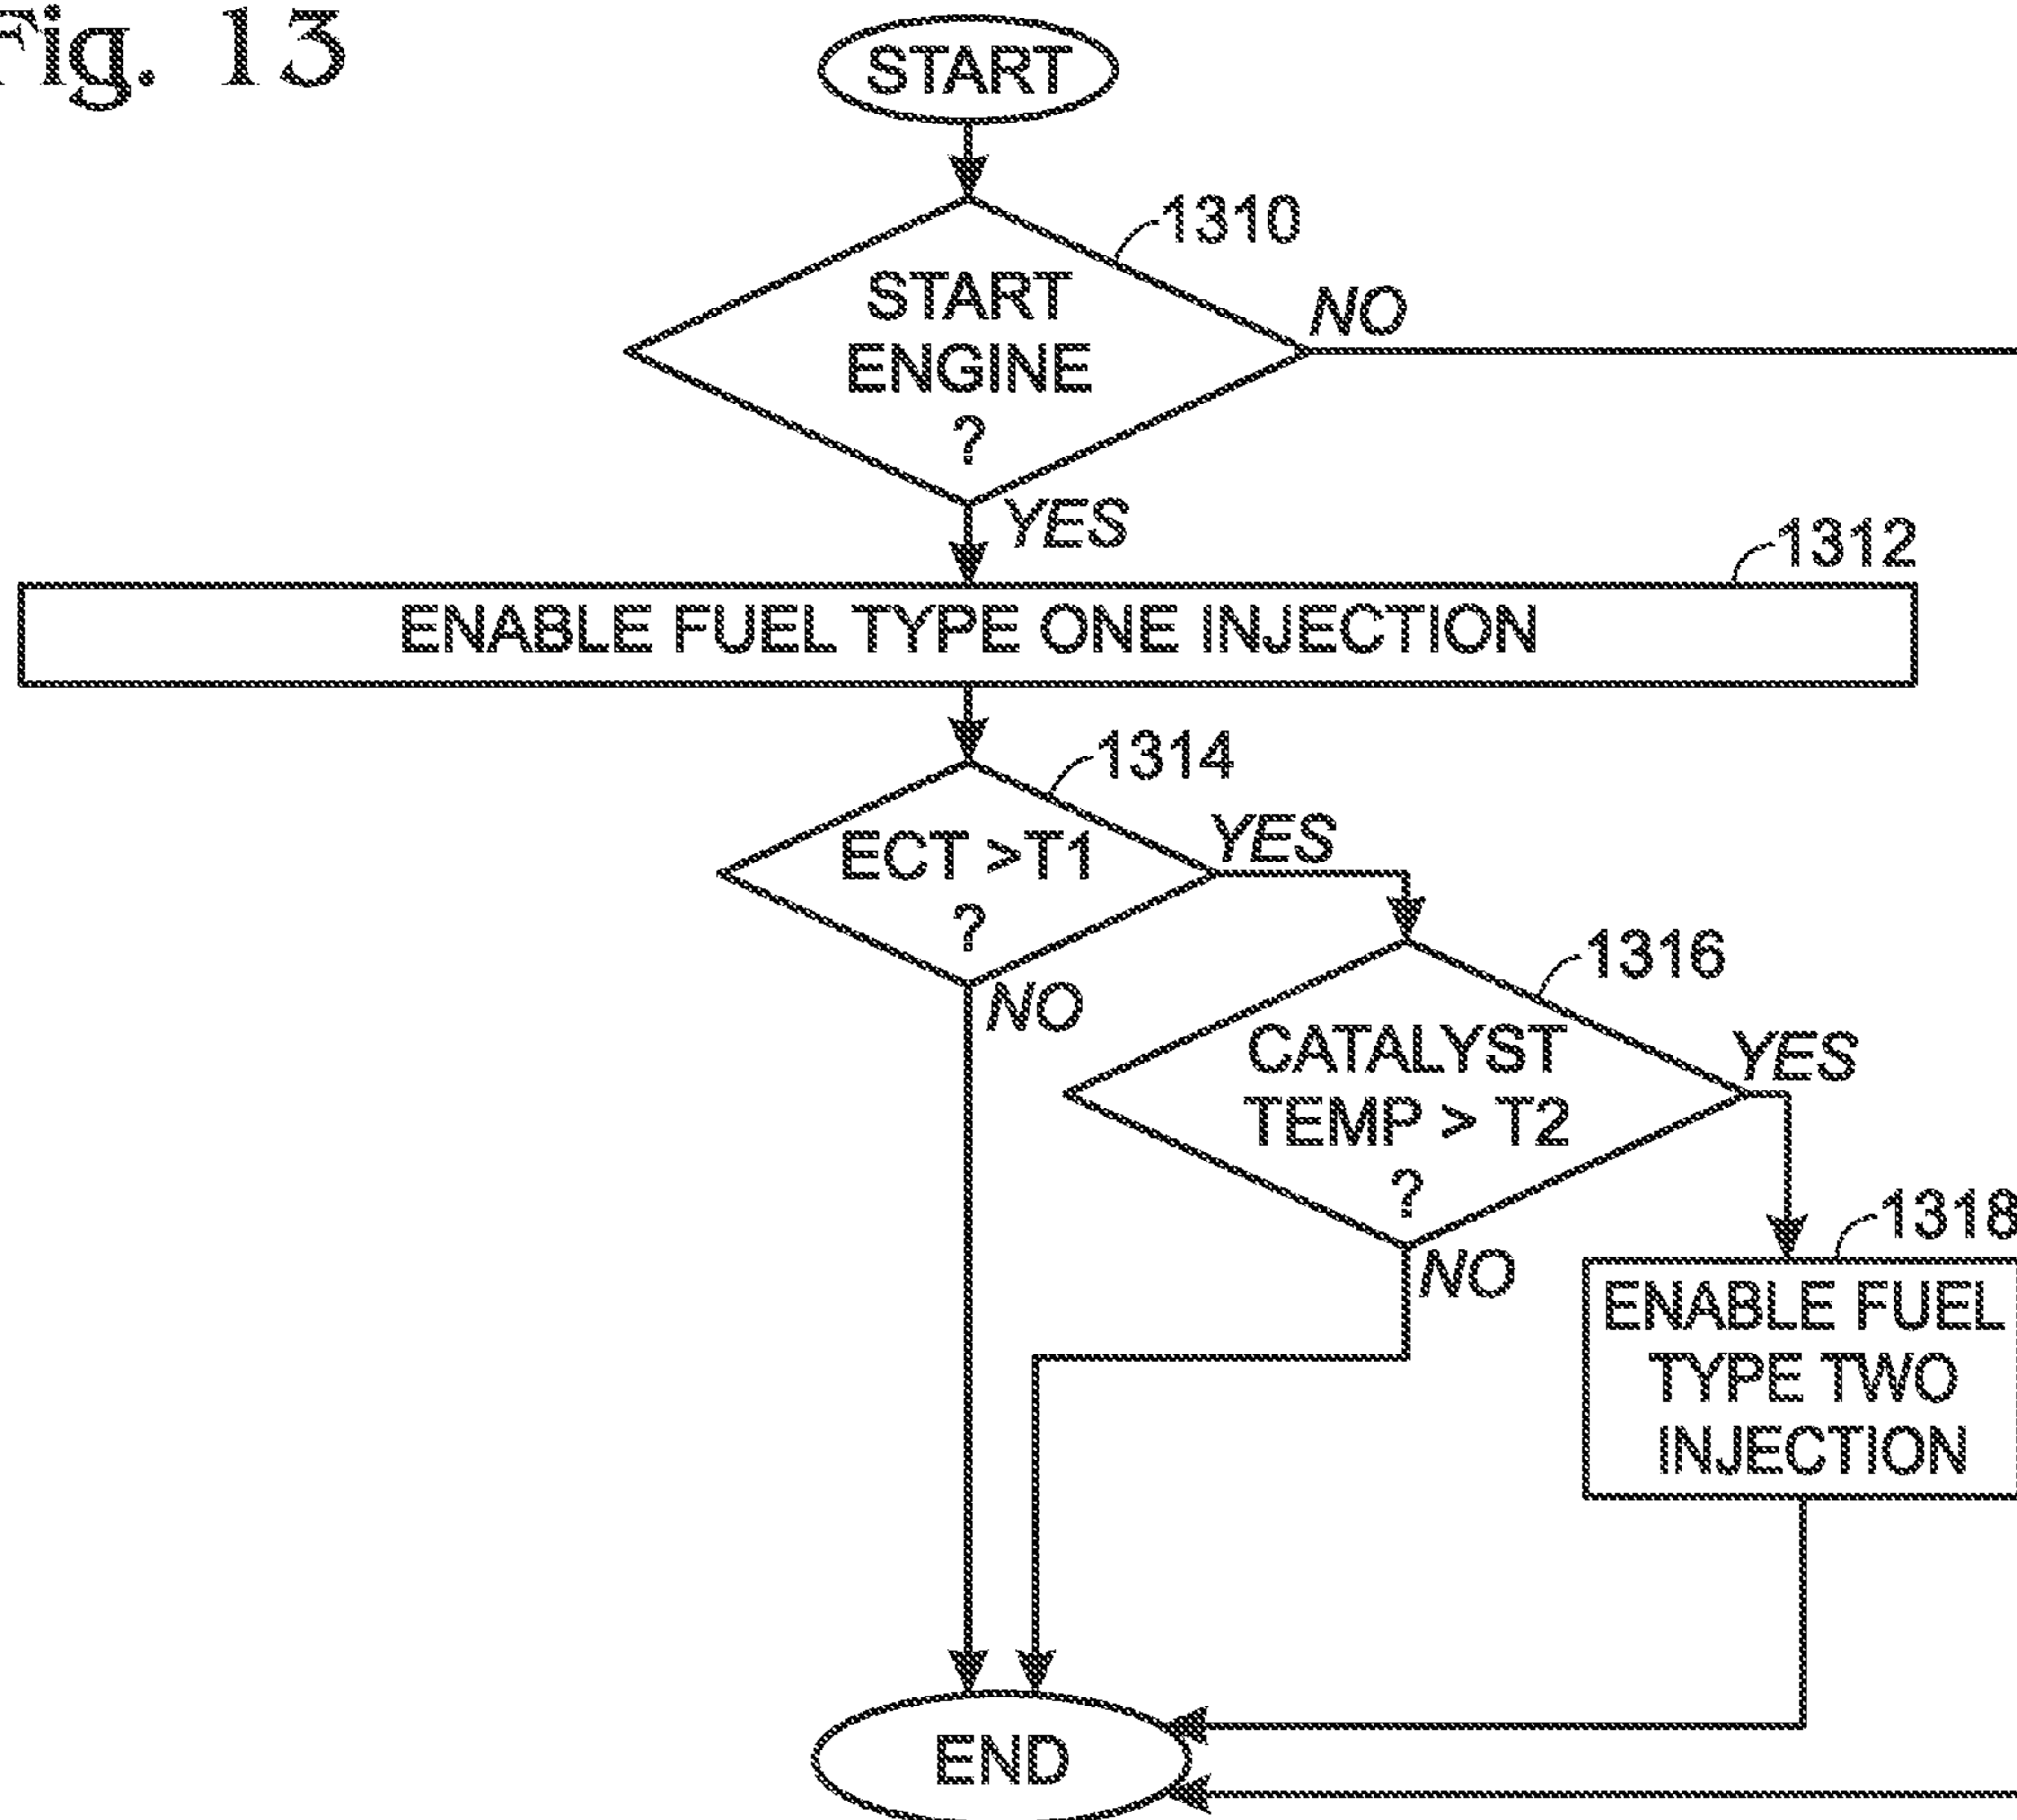 Fig. 13
START
1310
START
ENGINE
?
NO
YES
1312
ENABLE FUEL TYPE ONE INJECTION
1314
ECT >T1
?
YES
NO
1316
CATALYST
TEMP > T2
?
YES
NO
1318
ENABLE FUEL
TYPE TWO
INJECTION
END